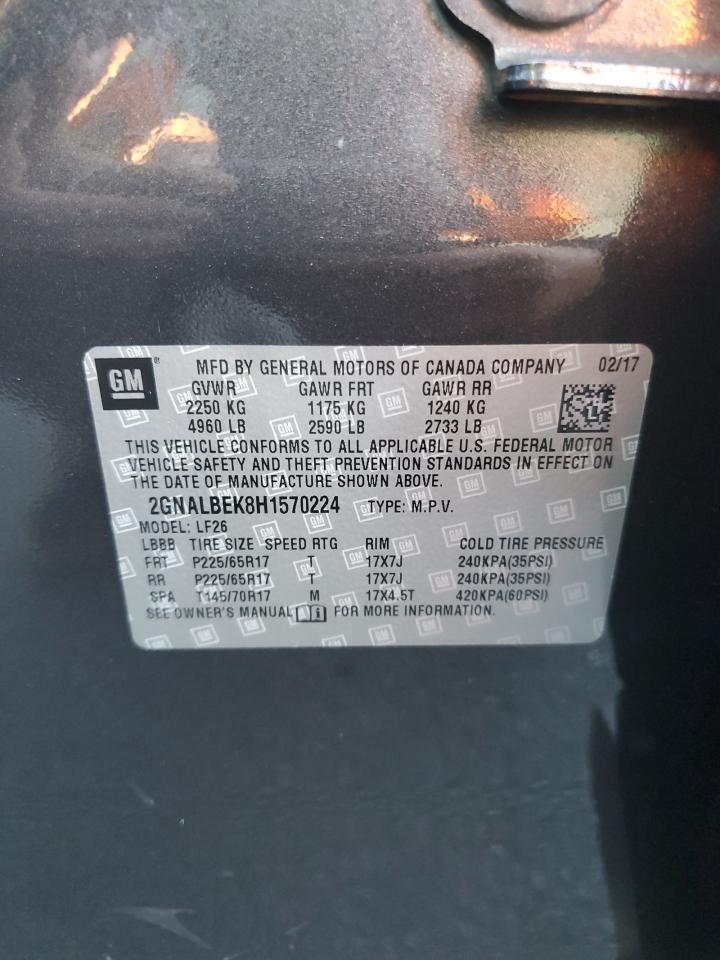 GM ® MFD BY GENERAL MOTORS OF CANADA COMPANY 02/17
GVWR GAWR FRT GAWR RR
2250 KG 1175 KG 1240 KG
4960 LB 2590 LB 2733 LB
THIS VEHICLE CONFORMS TO ALL APPLICABLE U.S. FEDERAL MOTOR
VEHICLE SAFETY AND THEFT PREVENTION STANDARDS IN EFFECT ON
THE DATE OF MANUFACTURE SHOWN ABOVE.
2GNALBEK8H1570224 TYPE: M.P.V.
MODEL: LF26
LBBB TIRE SIZE SPEED RTG RIM COLD TIRE PRESSURE
FRT P225/65R17 T 17X7J 240KPA(35PSI)
RR P225/65R17 T 17X7J 240KPA(35PSI)
SPA T145/70R17 M 17X4.5T 420KPA(60PSI)
SEE OWNER'S MANUAL FOR MORE INFORMATION.